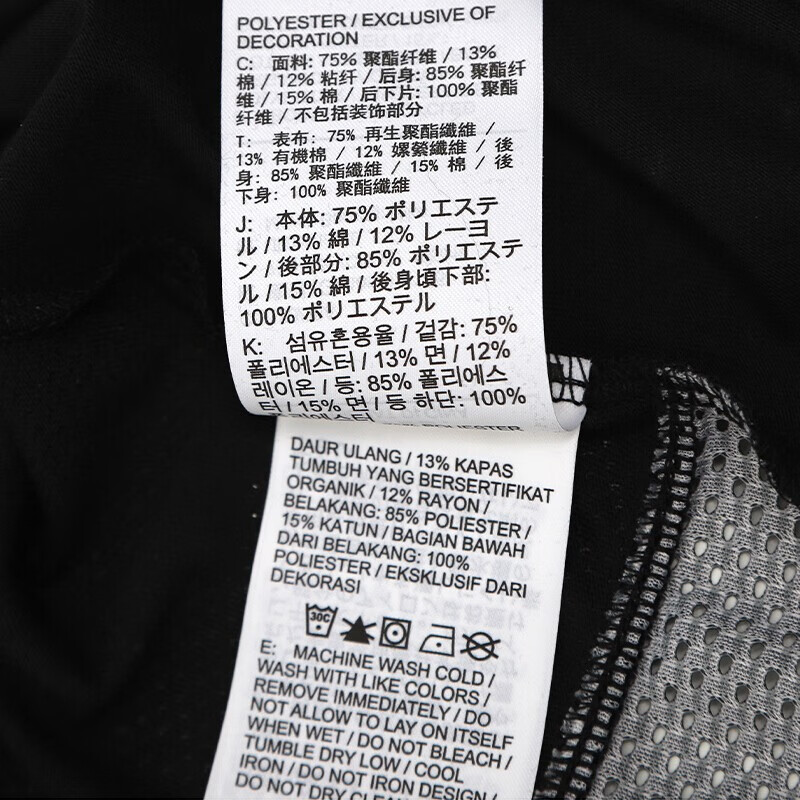 POLYESTER / EXCLUSIVE OF
DECORATION
C: 面料: 75% 聚酯纤维 / 13%
棉 / 12% 粘纤 / 后身: 85% 聚酯纤
维 / 15% 棉 / 后下片: 100% 聚酯
纤维 / 不包括装饰部分
T: 表布: 75% 再生聚酯纖維 /
13% 有機棉 / 12% 嫘縈纖維 / 後
身: 85% 聚酯纖維 / 15% 棉 / 後
下身: 100% 聚酯纖維
J: 本体: 75% ポリエステ
ル / 13% 綿 / 12% レーヨ
ン / 後部分: 85% ポリエステ
ル / 15% 綿 / 後身頃下部:
100% ポリエステル
K: 섬유혼용율 / 겉감: 75%
폴리에스터 / 13% 면 / 12%
레이온 / 등: 85% 폴리에스
터 / 15% 면 / 등 하단: 100%
폴리에스터
POLYESTER
DAUR ULANG / 13% KAPAS
TUMBUH YANG BERSERTIFIKAT
ORGANIK / 12% RAYON /
BELAKANG: 85% POLIESTER /
15% KATUN / BAGIAN BAWAH
DARI BELAKANG: 100%
POLIESTER / EKSKLUSIF DARI
DEKORASI
30C
E: MACHINE WASH COLD /
WASH WITH LIKE COLORS /
REMOVE IMMEDIATELY / DO
NOT ALLOW TO LAY ON ITSELF
WHEN WET / DO NOT BLEACH /
TUMBLE DRY LOW / COOL
IRON / DO NOT IRON DESIGN /
DO NOT DRY CLEAN